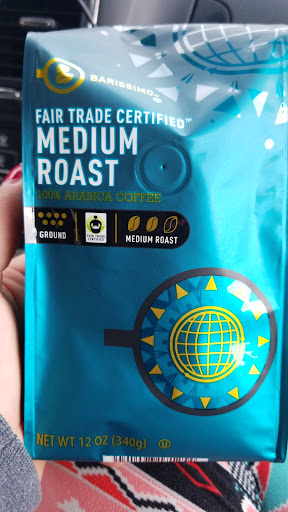 BARISSIMO™
FAIR TRADE CERTIFIED™
MEDIUM
ROAST
100% ARABICA COFFEE
GROUND
FAIR TRADE
CERTIFIED
MEDIUM ROAST
NET WT 12 OZ (340g) U